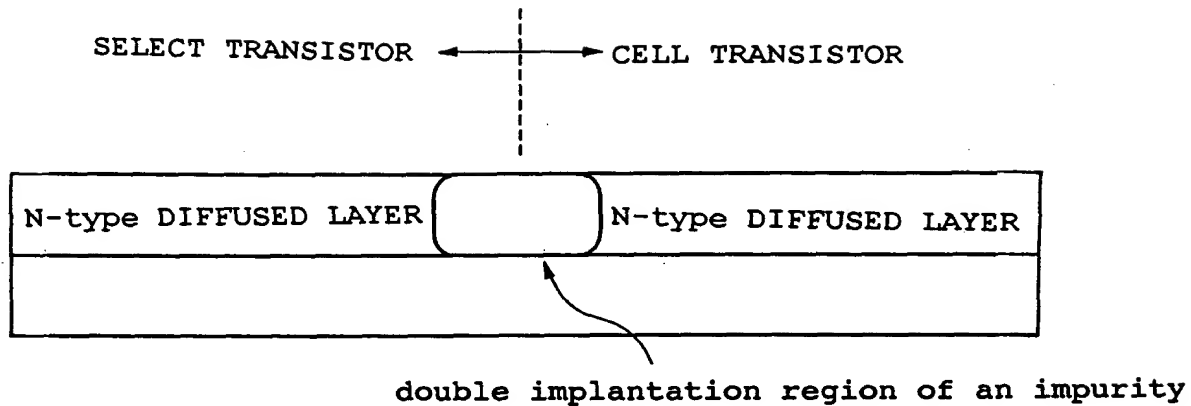 SELECT TRANSISTOR
CELL TRANSISTOR
N-type DIFFUSED LAYER
N-type DIFFUSED LAYER
double implantation region of an impurity